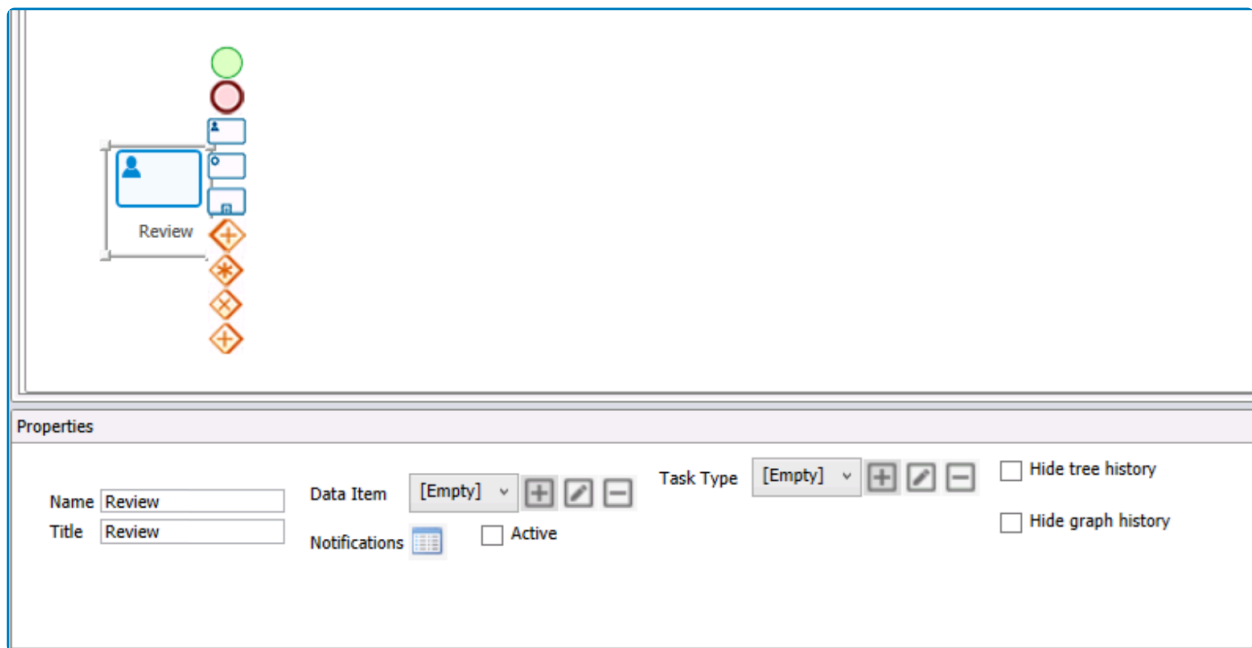 Review
Properties
Name Review
Title Review
Data Item [Empty]
Notifications Active
Task Type [Empty]
Hide tree history
Hide graph history